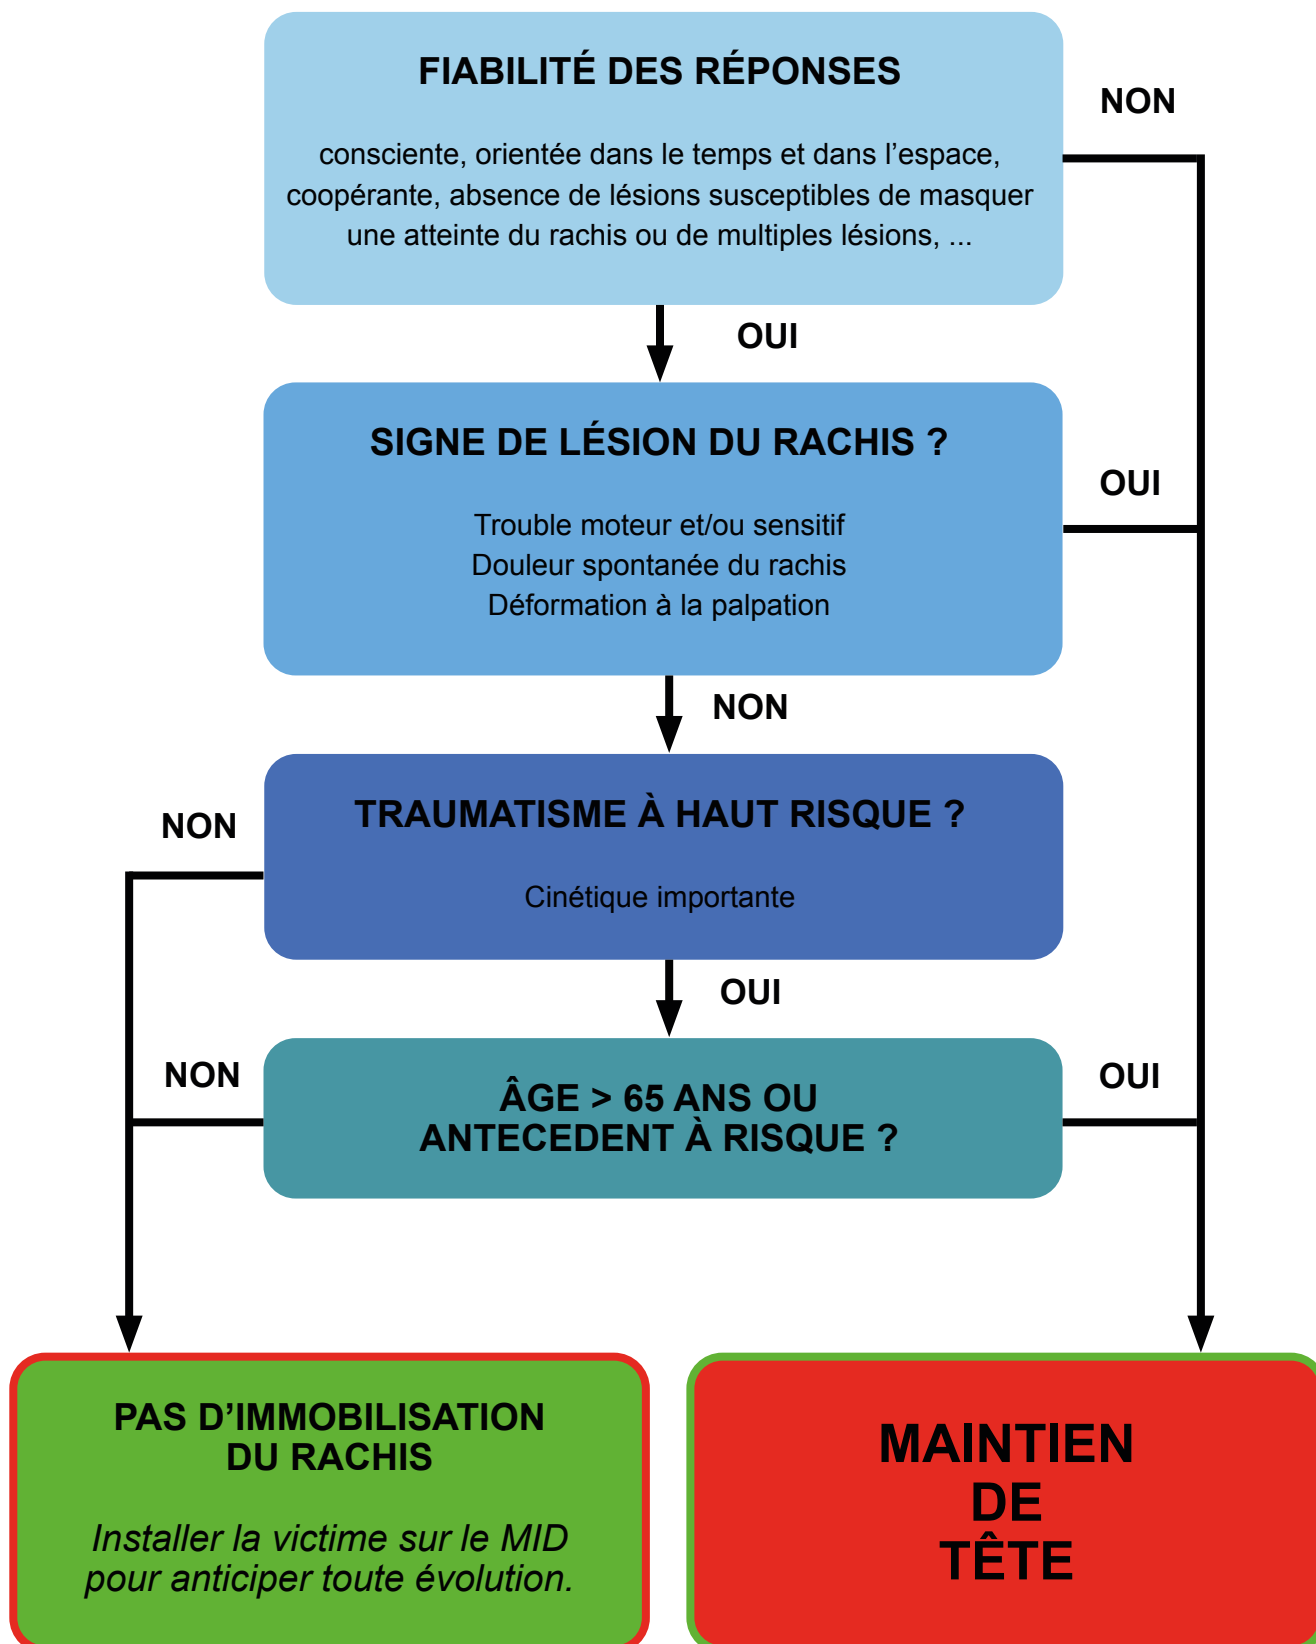 FIABILITÉ DES RÉPONSES
NON
consciente, orientée dans le temps et dans l’espace,
coopérante, absence de lésions susceptibles de masquer
une atteinte du rachis ou de multiples lésions, ...
OUI
SIGNE DE LÉSION DU RACHIS ?
OUI
Trouble moteur et/ou sensitif
Douleur spontanée du rachis
Déformation à la palpation
NON
TRAUMATISME À HAUT RISQUE ?
NON
Cinétique importante
OUI
NON
ÂGE > 65 ANS OU
ANTECEDENT À RISQUE ?
OUI
PAS D’IMMOBILISATION
DU RACHIS
Installer la victime sur le MID
pour anticiper toute évolution.
MAINTIEN
DE
TÊTE